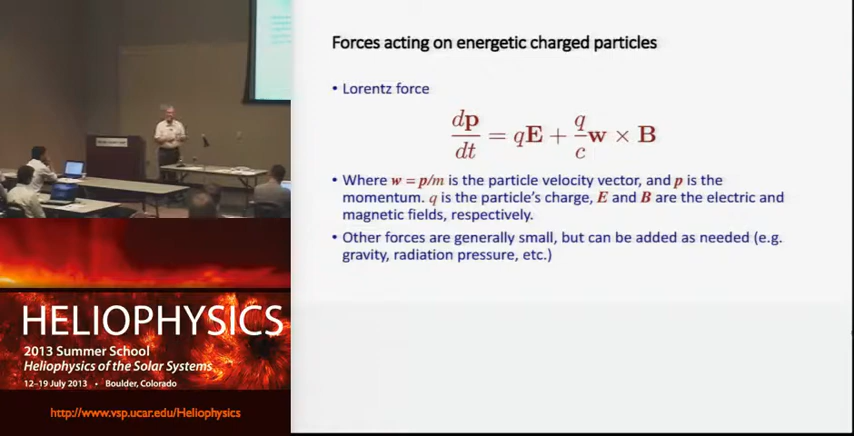 Forces acting on energetic charged particles
• Lorentz force
dp/dt = qE + q/c w × B
• Where w = p/m is the particle velocity vector, and p is the
momentum. q is the particle's charge, E and B are the electric and
magnetic fields, respectively.
• Other forces are generally small, but can be added as needed (e.g.
gravity, radiation pressure, etc.)
HELIOPHYSICS
2013 Summer School
Heliophysics of the Solar Systems
12–19 July 2013 • Boulder, Colorado
http://www.vsp.ucar.edu/Heliophysics